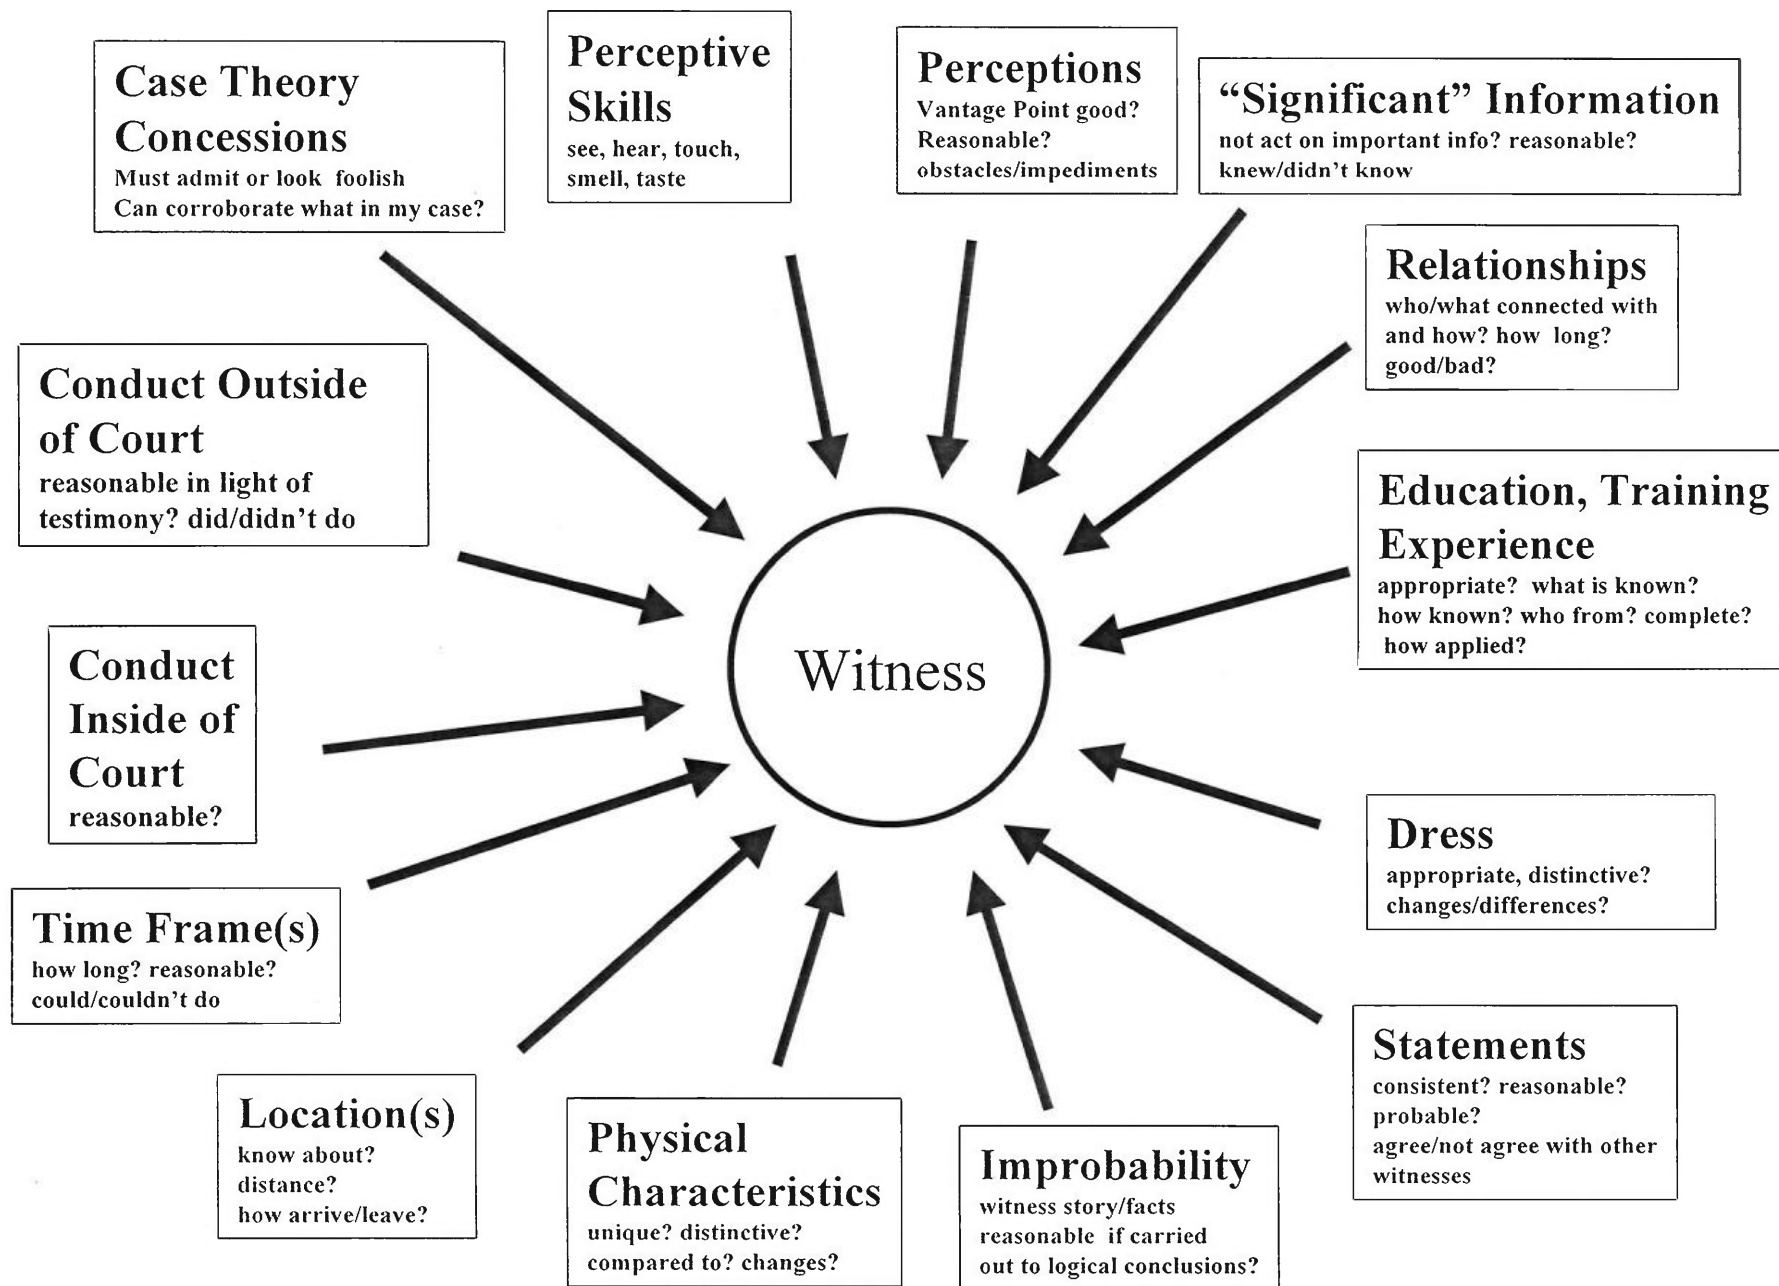 Case Theory
Concessions
Must admit or look foolish
Can corroborate what in my case?
Perceptive
Skills
see, hear, touch,
smell, taste
Perceptions
Vantage Point good?
Reasonable?
obstacles/impediments
“Significant” Information
not act on important info? reasonable?
knew/didn’t know
Relationships
who/what connected with
and how? how long?
good/bad?
Conduct Outside
of Court
reasonable in light of
testimony? did/didn’t do
Education, Training
Experience
appropriate? what is known?
how known? who from? complete?
how applied?
Witness
Conduct
Inside of
Court
reasonable?
Dress
appropriate, distinctive?
changes/differences?
Time Frame(s)
how long? reasonable?
could/couldn’t do
Statements
consistent? reasonable?
probable?
agree/not agree with other
witnesses
Location(s)
know about?
distance?
how arrive/leave?
Physical
Characteristics
unique? distinctive?
compared to? changes?
Improbability
witness story/facts
reasonable if carried
out to logical conclusions?